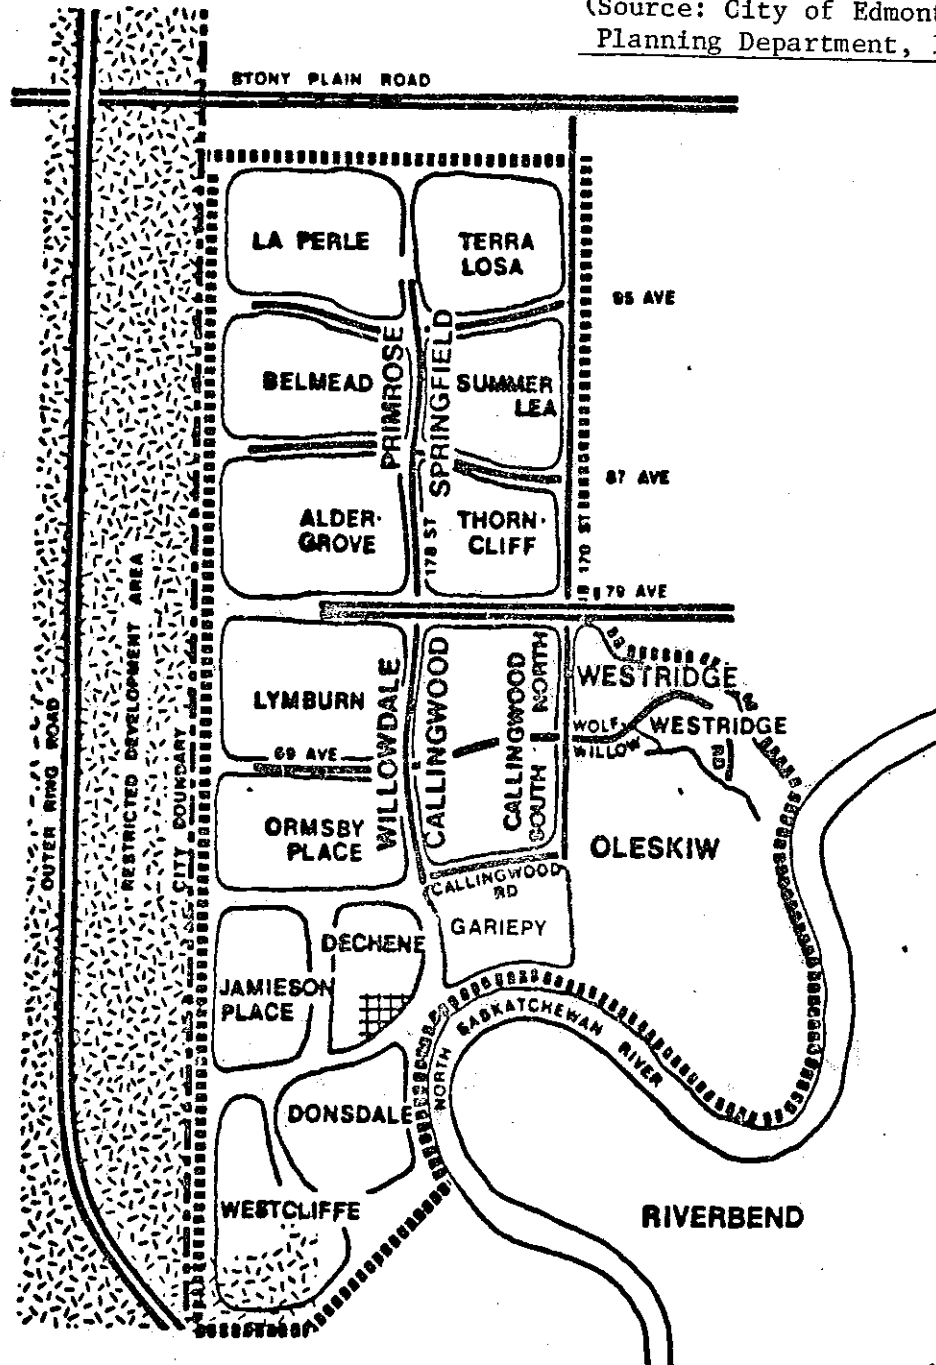 (Source: City of Edmont
Planning Department, 1
STONY PLAIN ROAD
LA PERLE
TERRA
LOSA
95 AVE
PRIMROSE
SPRINGFIELD
BELMEAD
SUMMER
LEA
87 AVE
ALDER-
GROVE
178 ST
THORN-
CLIFF
170 ST
79 AVE
OUTER RING ROAD
RESTRICTED DEVELOPMENT AREA
CITY BOUNDARY
LYMBURN
WILLOWDALE
CALLINGWOOD
CALLINGWOOD
NORTH
SOUTH
WESTRIDGE
WOLF
WILLOW
WESTRIDGE
RD
69 AVE
ORMSBY
PLACE
OLESKIW
CALLINGWOOD
RD
GARIEPY
DECHENE
JAMIESON
PLACE
NORTH SASKATCHEWAN RIVER
DONSDALE
WESTCLIFFE
RIVERBEND